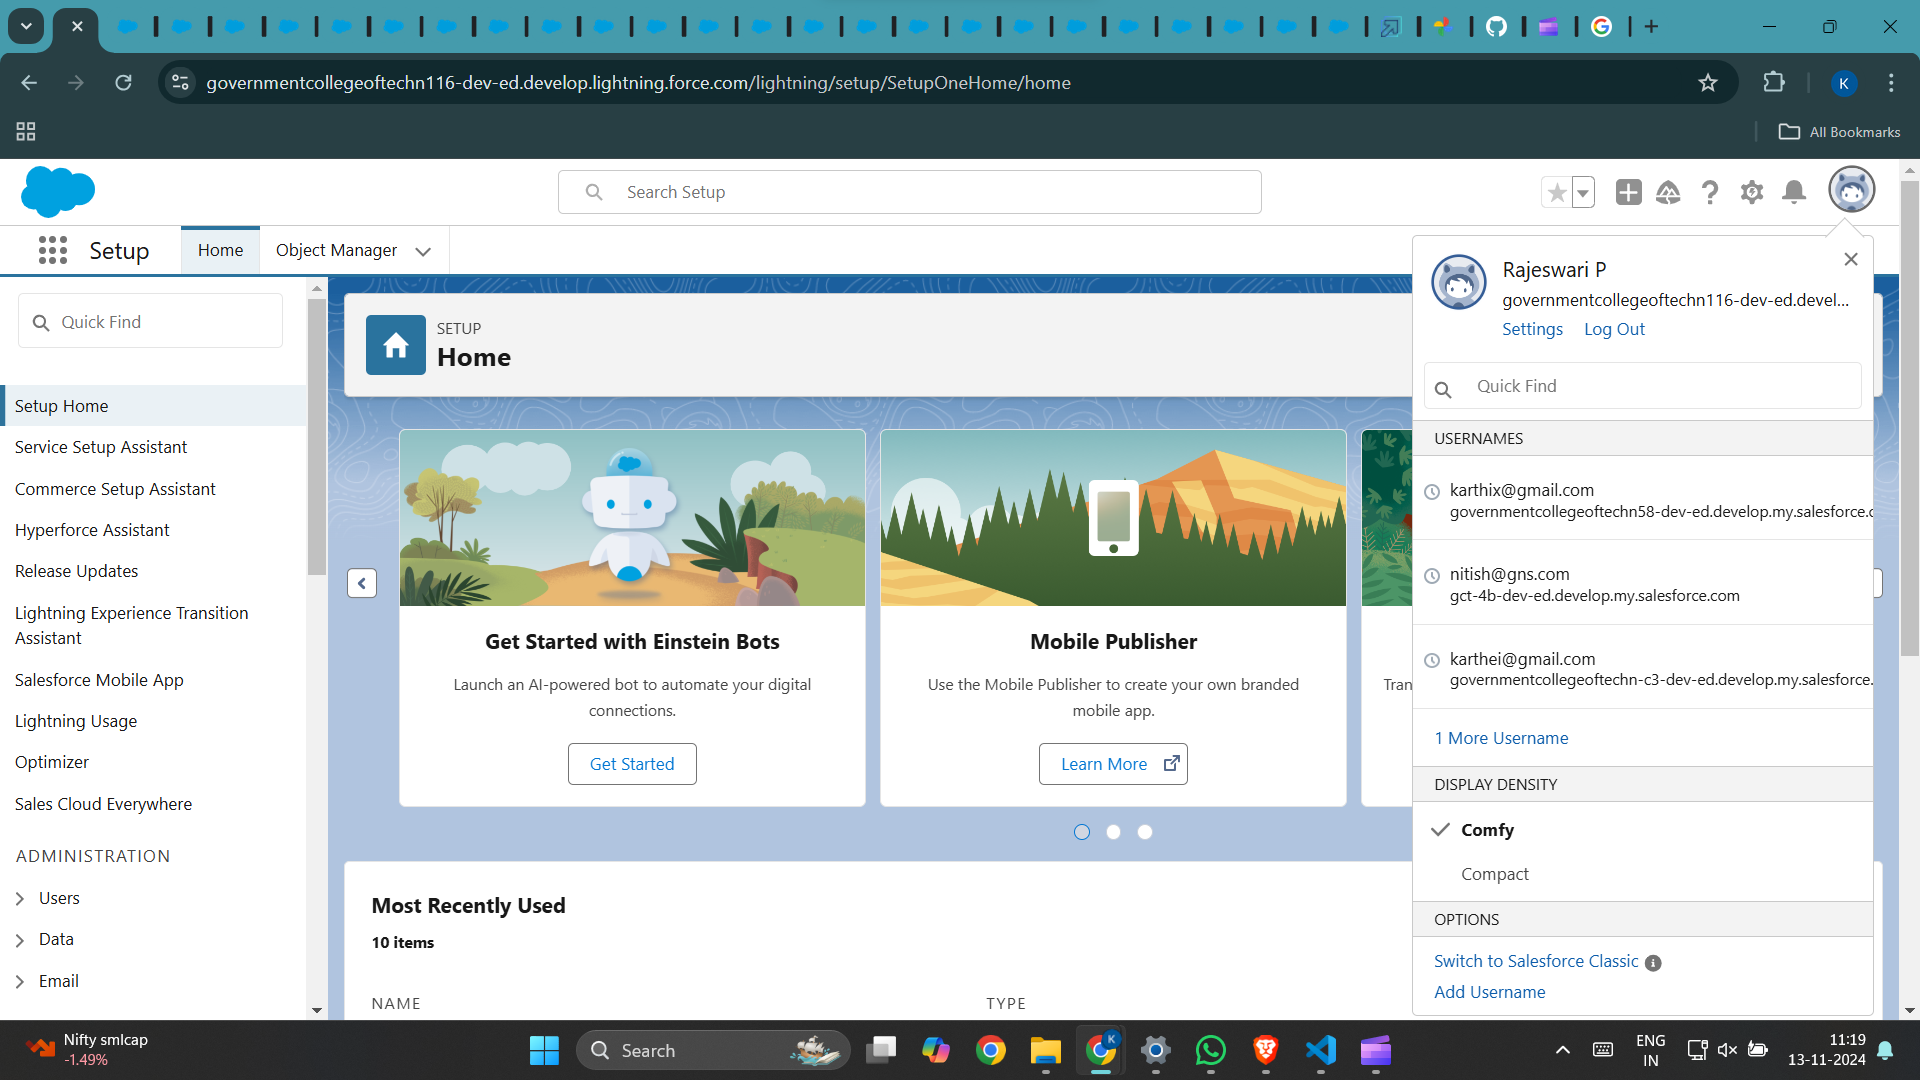 governmentcollegeoftechn116-dev-ed.develop.lightning.force.com/lightning/setup/SetupOneHome/home
K
All Bookmarks
Search Setup
Setup
Home
Object Manager
Quick Find
Setup Home
Service Setup Assistant
Commerce Setup Assistant
Hyperforce Assistant
Release Updates
Lightning Experience Transition
Assistant
Salesforce Mobile App
Lightning Usage
Optimizer
Sales Cloud Everywhere
ADMINISTRATION
Users
Data
Email
SETUP
Home
Get Started with Einstein Bots
Launch an AI-powered bot to automate your digital
connections.
Get Started
Mobile Publisher
Use the Mobile Publisher to create your own branded
mobile app.
Learn More
Tran
Most Recently Used
10 items
NAME
TYPE
Rajeswari P
governmentcollegeoftechn116-dev-ed.devel...
Settings
Log Out
Quick Find
USERNAMES
karthix@gmail.com
governmentcollegeoftechn58-dev-ed.develop.my.salesforce.c
nitish@gns.com
gct-4b-dev-ed.develop.my.salesforce.com
karthei@gmail.com
governmentcollegeoftechn-c3-dev-ed.develop.my.salesforce.
1 More Username
DISPLAY DENSITY
Comfy
Compact
OPTIONS
Switch to Salesforce Classic
Add Username
Nifty smlcap
-1.49%
Search
K
ENG
IN
11:19
13-11-2024